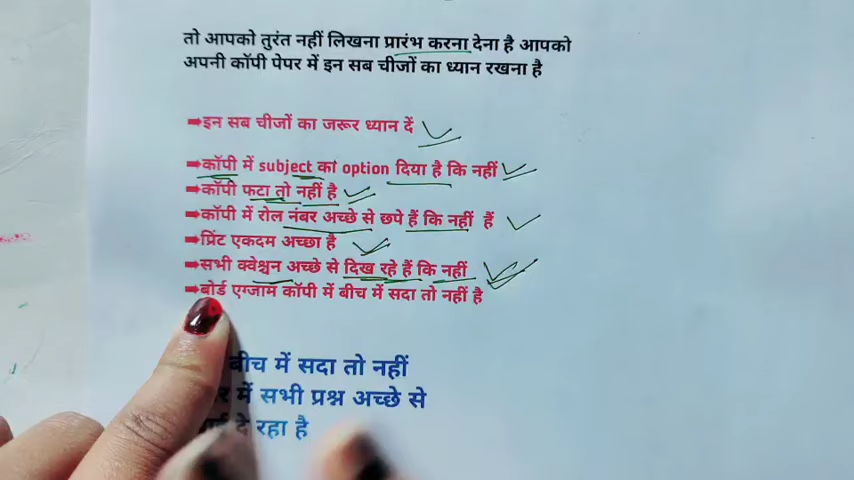 तो आपको तुरंत नहीं लिखना प्रारंभ करना देना है आपको
अपनी कॉपी पेपर में इन सब चीजों का ध्यान रखना है
➡इन सब चीजों का जरूर ध्यान दें
➡कॉपी में subject का option दिया है कि नहीं
➡कॉपी फटा तो नहीं है
➡कॉपी में रोल नंबर अच्छे से छपे हैं कि नहीं हैं
➡प्रिंट एकदम अच्छा है
➡सभी क्वेश्चन अच्छे से दिख रहे हैं कि नहीं
➡बोर्ड एग्जाम कॉपी में बीच में सदा तो नहीं है
बीच में सदा तो नहीं
में सभी प्रश्न अच्छे से
रहा है